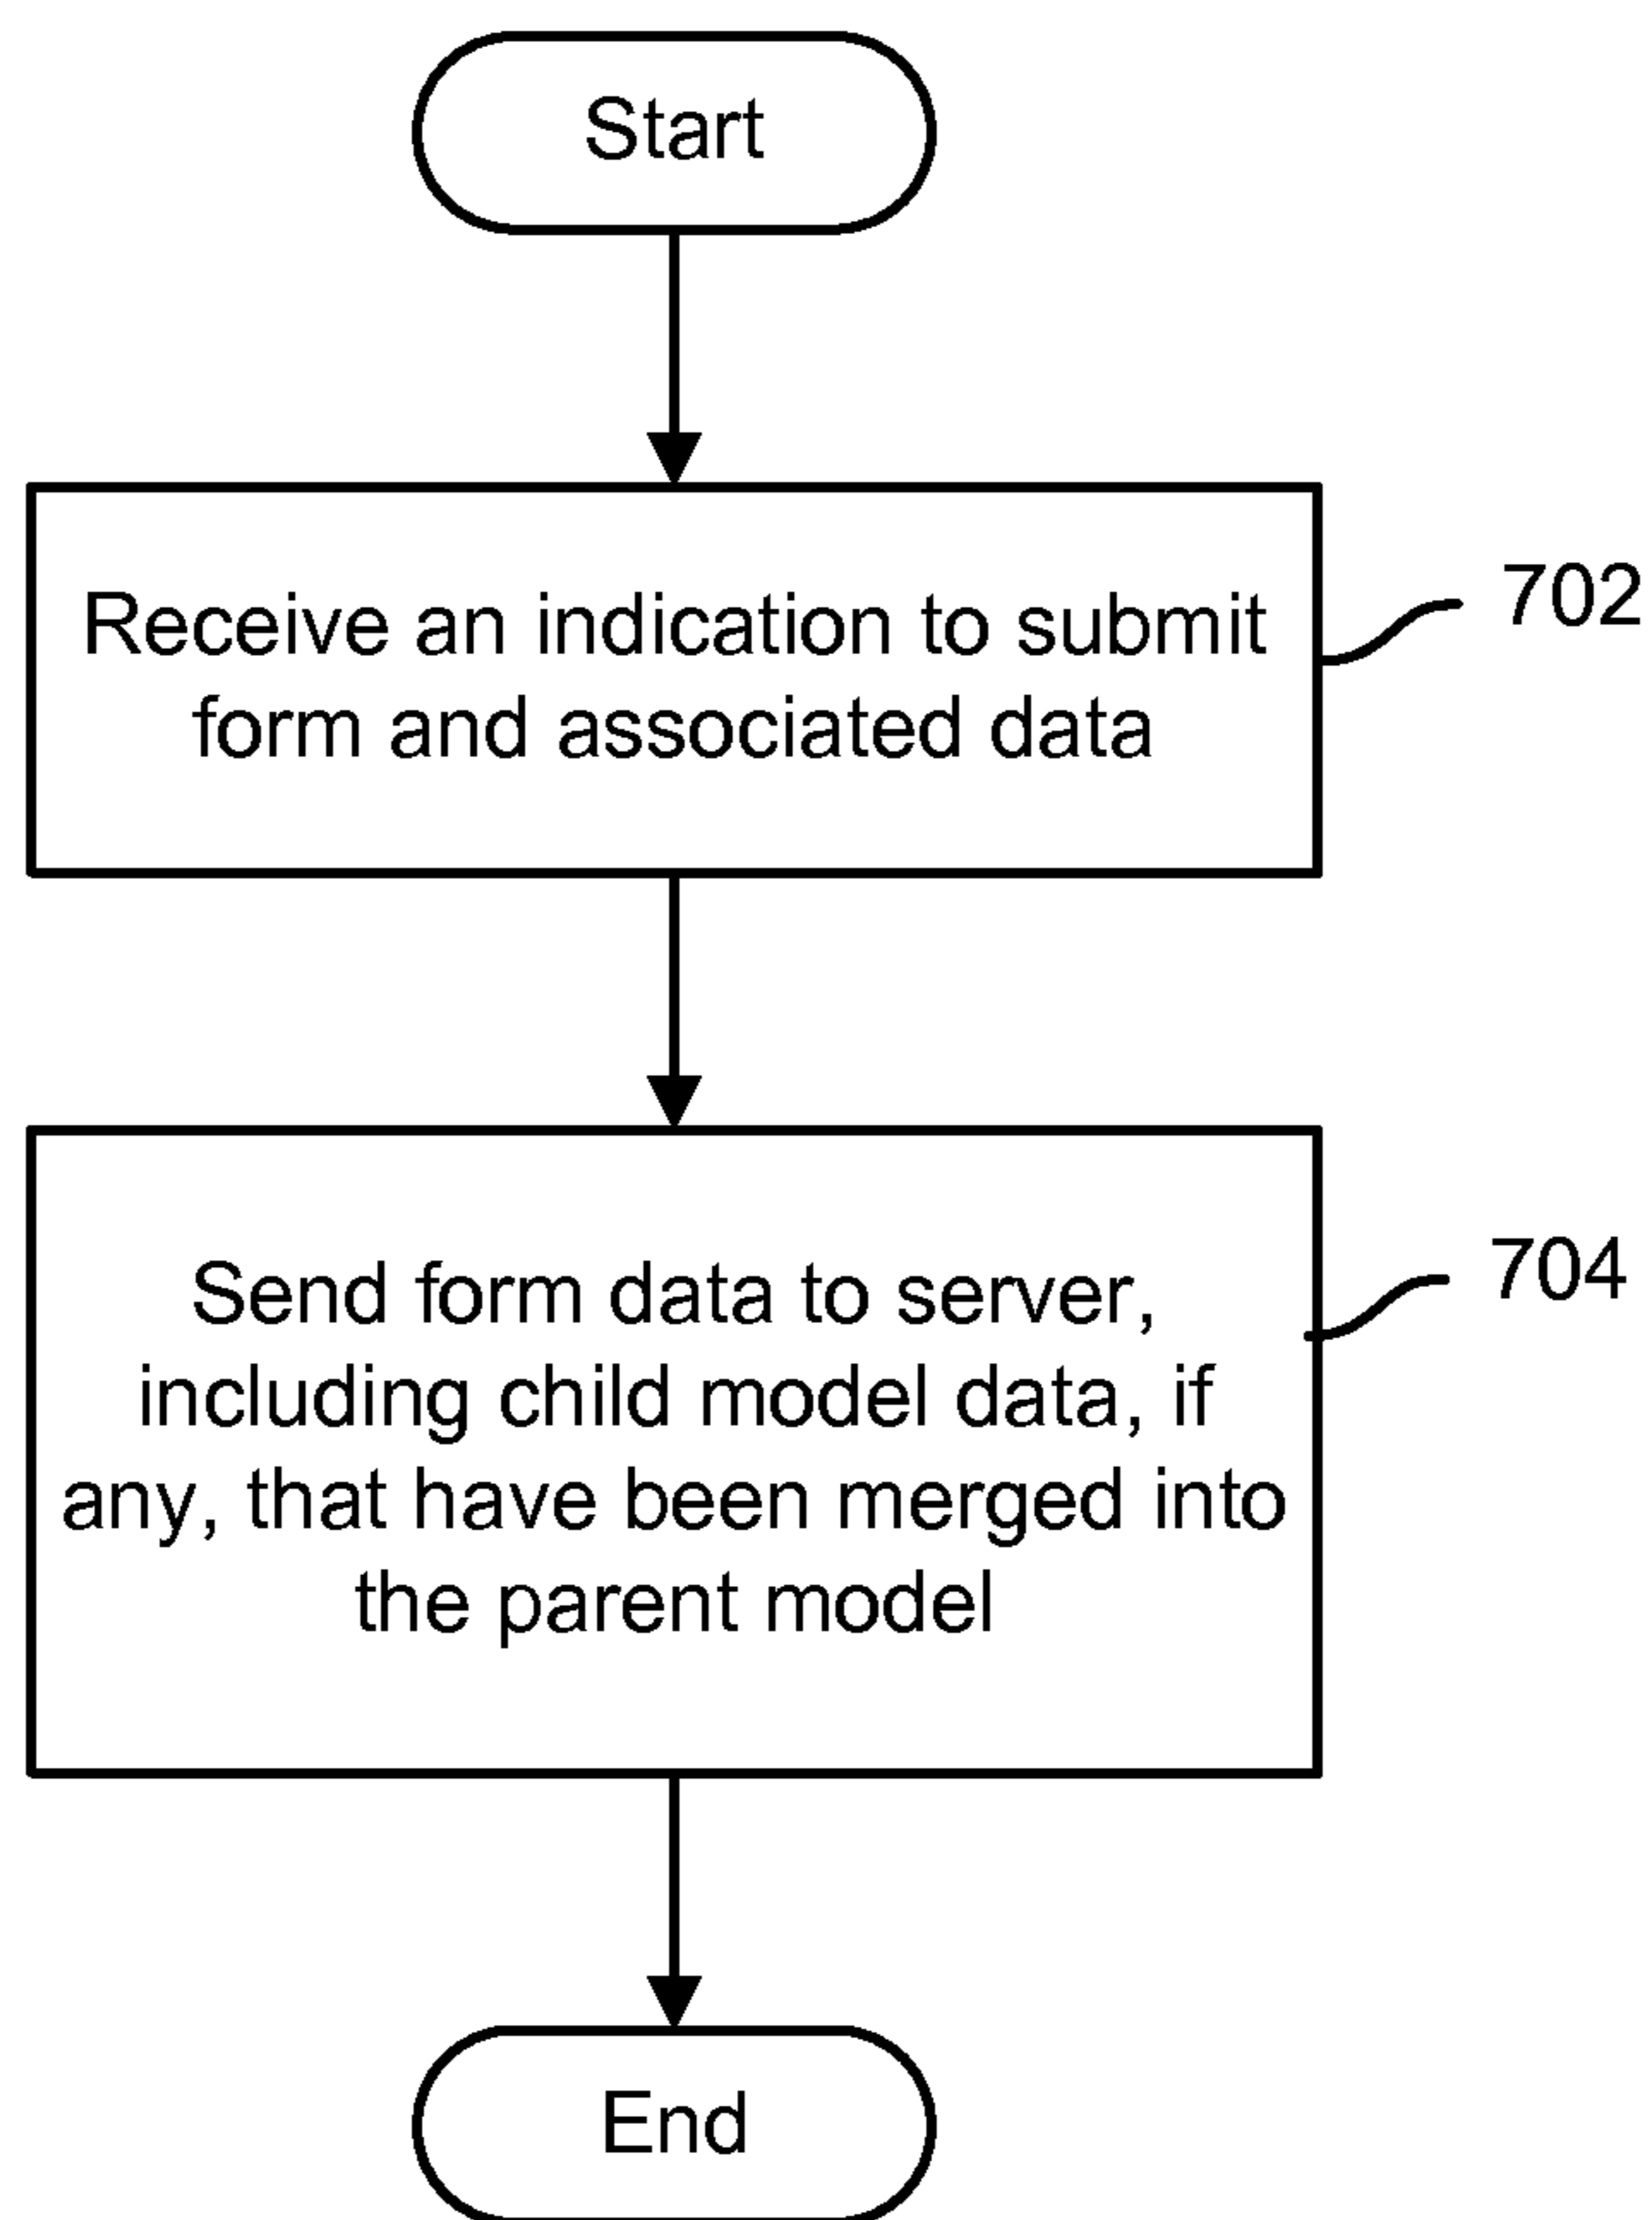 Start
Receive an indication to submit
form and associated data
702
Send form data to server,
including child model data, if
any, that have been merged into
the parent model
704
End